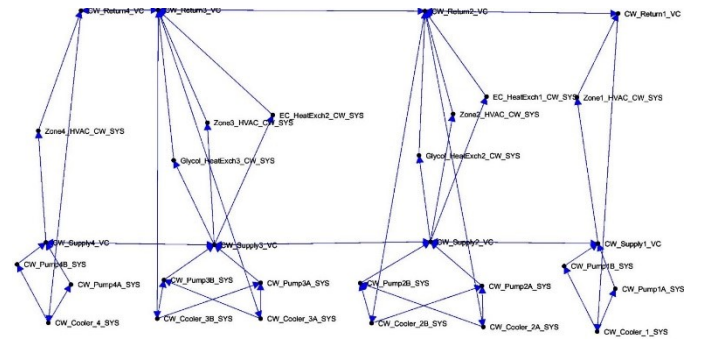 CW_Return4_VC
CW_Return3_VC
CW_Return2_VC
CW_Return1_VC
EC_HeatExch1_CW_SYS
Zone1_HVAC_CW_SYS
EC_HeatExch2_CW_SYS
Zone2_HVAC_CW_SYS
Zone3_HVAC_CW_SYS
Zone4_HVAC_CW_SYS
Glycol_HeatExch2_CW_SYS
Glycol_HeatExch3_CW_SYS
CW_Supply4_VC
CW_Supply3_VC
CW_Supply2_VC
CW_Supply1_VC
CW_Pump4B_SYS
CW_Pump1B_SYS
CW_Pump4A_SYS
CW_Pump3B_SYS
CW_Pump3A_SYS
CW_Pump2B_SYS
CW_Pump2A_SYS
CW_Pump1A_SYS
CW_Cooler_4_SYS
CW_Cooler_3B_SYS
CW_Cooler_3A_SYS
CW_Cooler_2B_SYS
CW_Cooler_2A_SYS
CW_Cooler_1_SYS